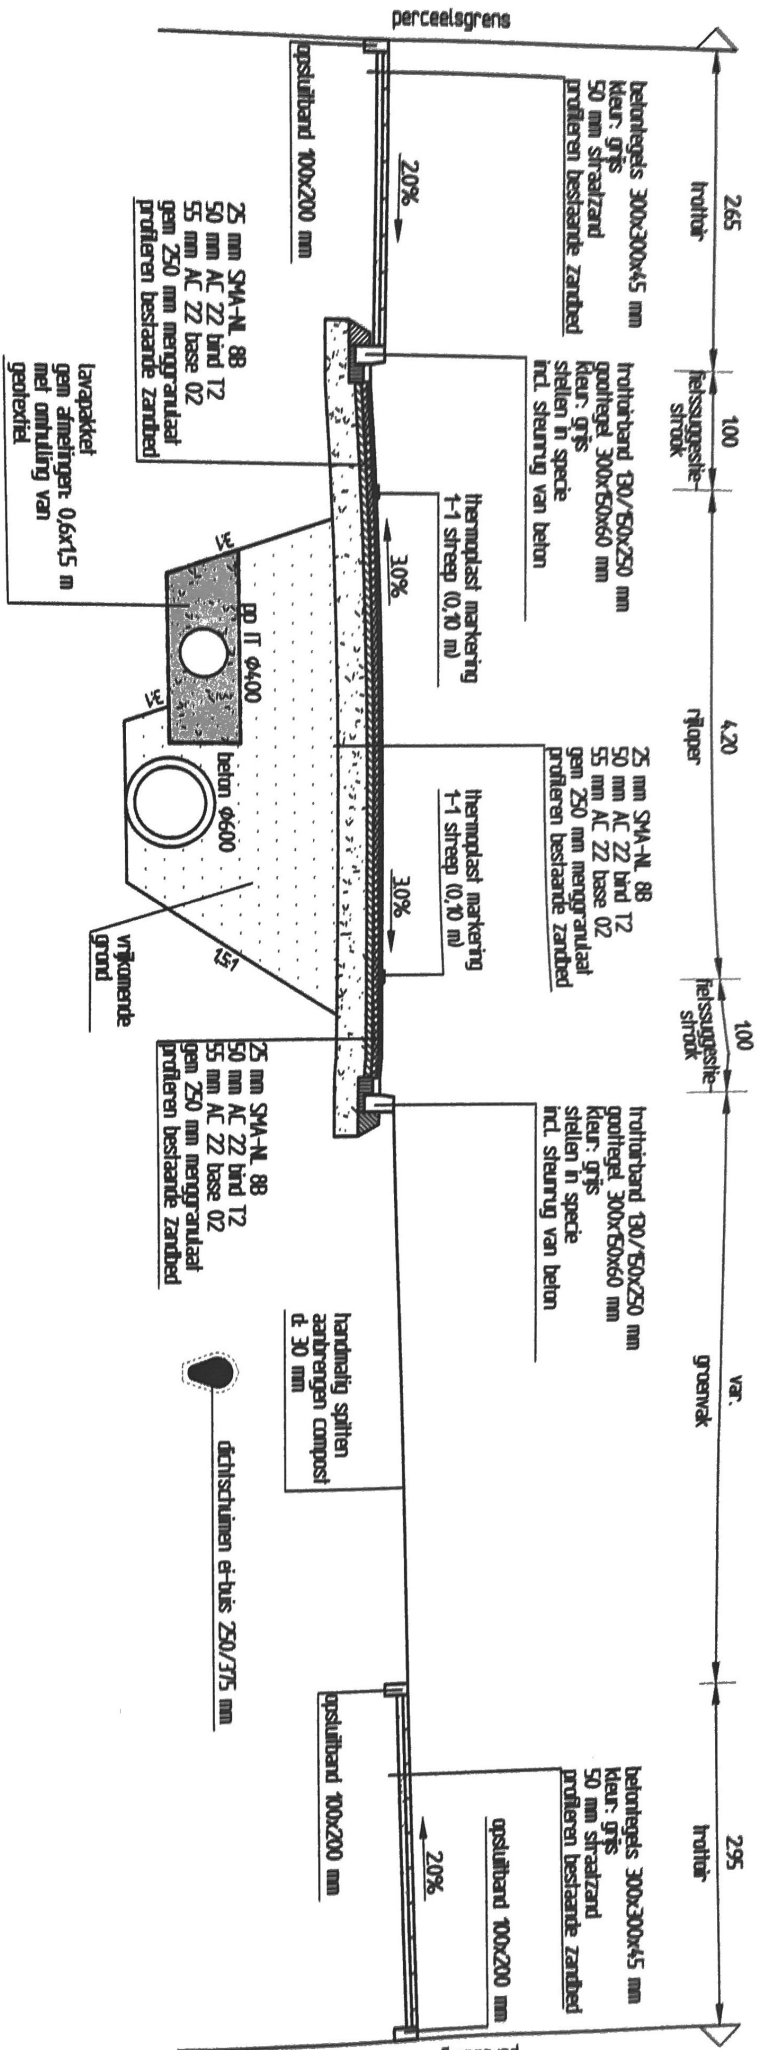 perceelsgrens
2.65
trottoir
1.00
fietssuggestie-
strook
4.20
rijloper
1.00
fietssuggestie-
strook
var.
groenvak
2.95
trottoir
betontegels 300x300x45 mm
kleur: grijs
50 mm straatzand
profileren bestaande zandbed
trottoirband 130/150x250 mm
goottegel 300x150x60 mm
kleur: grijs
stellen in specie
incl. steunrug van beton
25 mm SMA-NL 8B
50 mm AC 22 bind T2
55 mm AC 22 base 02
gem 250 mm menggranulaat
profileren bestaande zandbed
trottoirband 130/150x250 mm
goottegel 300x150x60 mm
kleur: grijs
stellen in specie
incl. steunrug van beton
betontegels 300x300x45 mm
kleur: grijs
50 mm straatzand
profileren bestaande zandbed
thermoplast markering
1-1 streep (0,10 m)
thermoplast markering
1-1 streep (0,10 m)
opsluitband 100x200 mm
2.0%
3.0%
3.0%
2.0%
opsluitband 100x200 mm
25 mm SMA-NL 8B
50 mm AC 22 bind T2
55 mm AC 22 base 02
gem 250 mm menggranulaat
profileren bestaande zandbed
3:1
pp IT Ø400
3:1
beton Ø600
1.5:1
lavapakket
gem afmetingen: 0,6x1,5 m
met omhulling van
geotextiel
vrijkomende
grond
25 mm SMA-NL 8B
50 mm AC 22 bind T2
55 mm AC 22 base 02
gem 250 mm menggranulaat
profileren bestaande zandbed
handmatig spitten
aanbrengen compost
d: 30 mm
dichtschuimen ei-buis 250/375 mm
opsluitband 100x200 mm